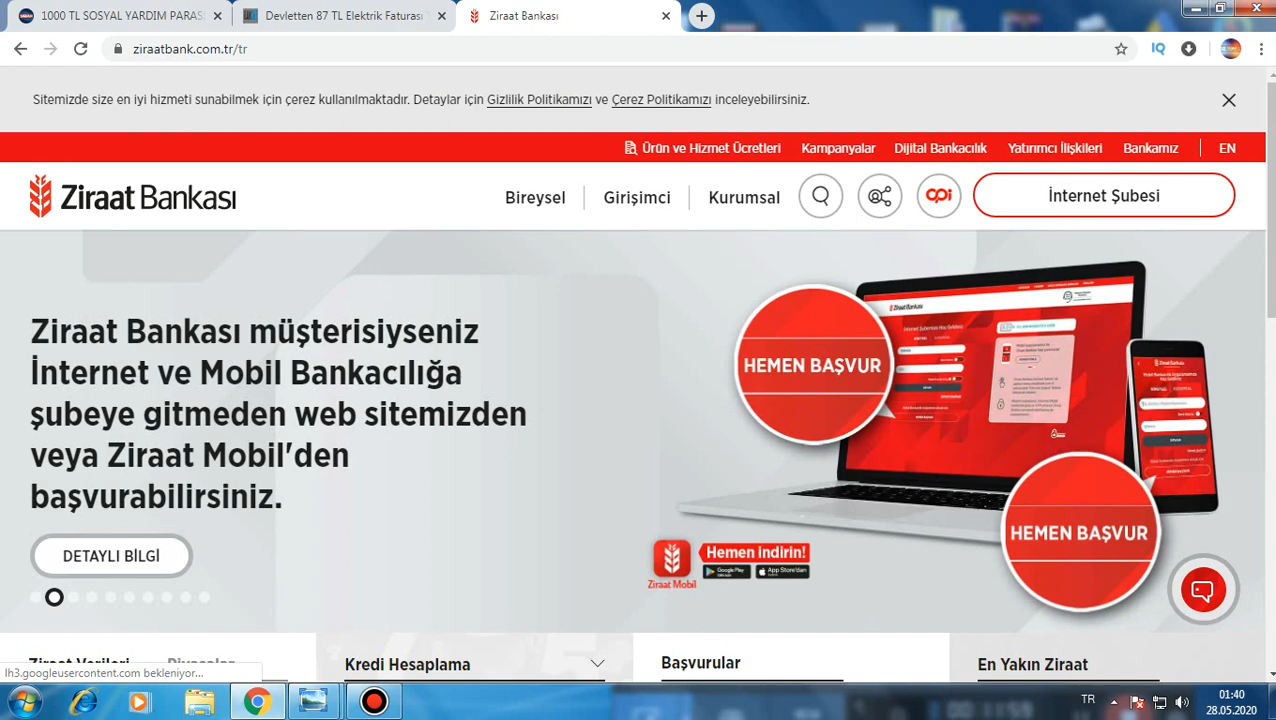 1000 TL SOSYAL YARDIM PARAS
Devletten 87 TL Elektrik Faturası T
Ziraat Bankası
ziraatbank.com.tr/tr
IQ
Sitemizde size en iyi hizmeti sunabilmek için çerez kullanılmaktadır. Detaylar için Gizlilik Politikamızı ve Çerez Politikamızı inceleyebilirsiniz.
Ürün ve Hizmet Ücretleri
Kampanyalar
Dijital Bankacılık
Yatırımcı İlişkileri
Bankamız
EN
Ziraat Bankası
Bireysel
Girişimci
Kurumsal
İnternet Şubesi
Ziraat Bankası müşterisiyseniz
İnternet ve Mobil Bankacılığa
şubeye gitmeden web sitemizden
veya Ziraat Mobil'den
başvurabilirsiniz.
HEMEN BAŞVUR
HEMEN BAŞVUR
DETAYLI BİLGİ
Hemen indirin!
Google Play
App Store'dan
Ziraat Mobil
Ziraat Verileri
Piyasalar
Kredi Hesaplama
Başvurular
En Yakın Ziraat
lh3.googleusercontent.com bekleniyor...
TR
01:40
28.05.2020